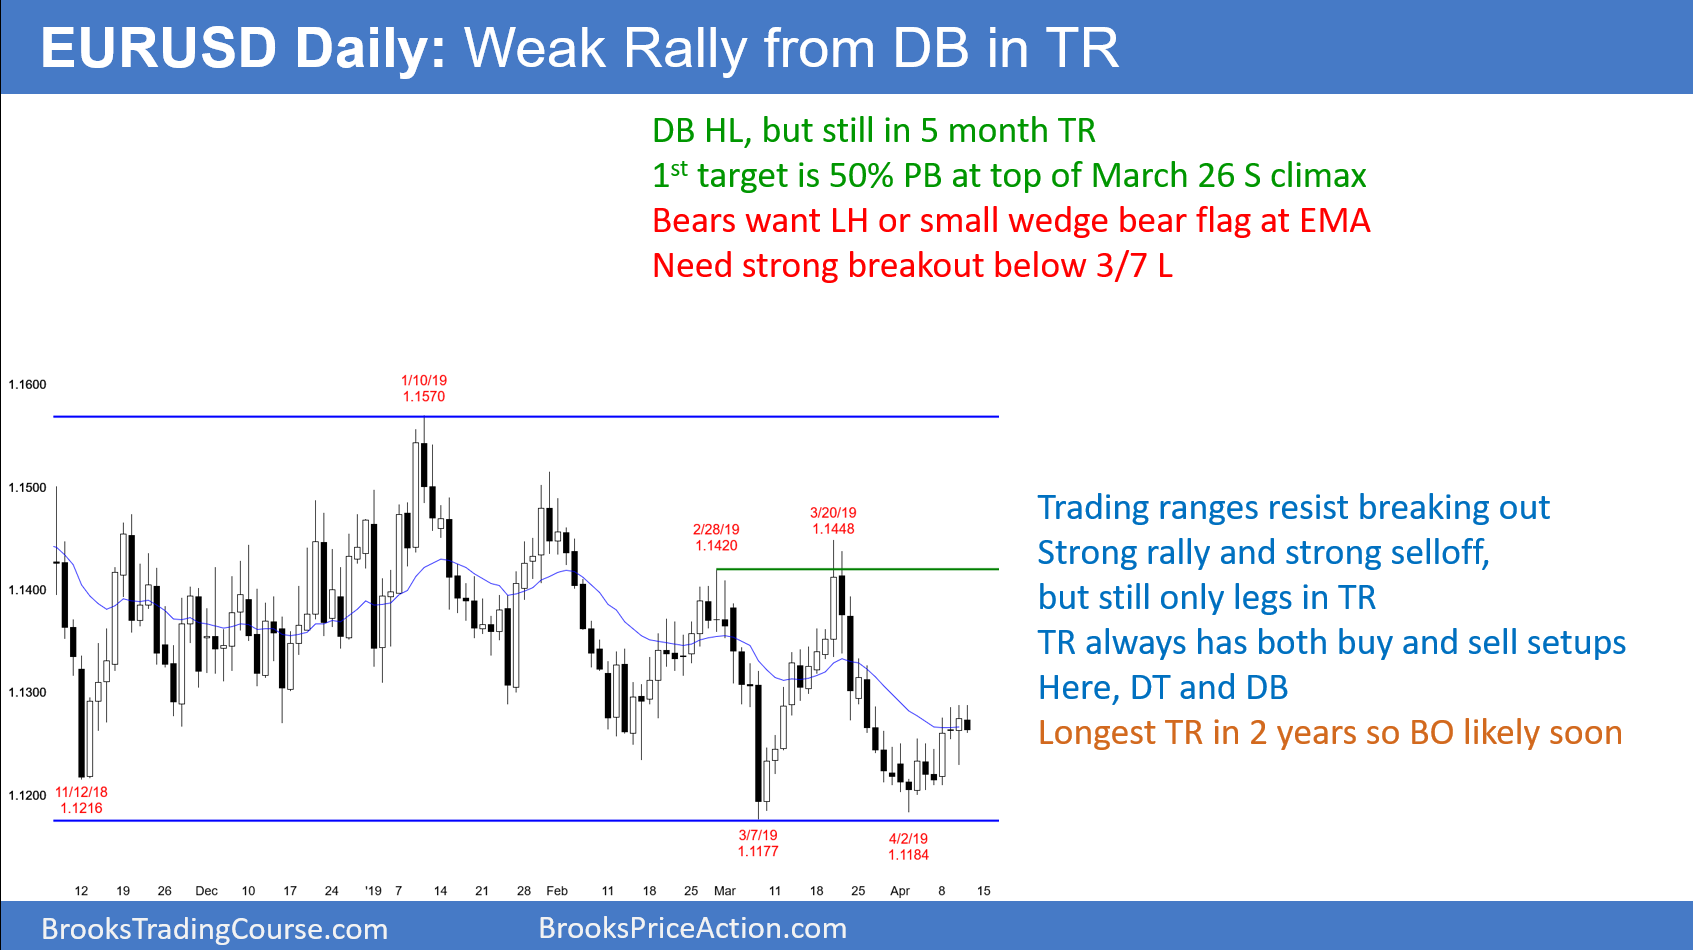 EURUSD Daily: Weak Rally from DB in TR
DB HL, but still in 5 month TR
1st target is 50% PB at top of March 26 S climax
Bears want LH or small wedge bear flag at EMA
Need strong breakout below 3/7 L
1.1600
1.1500
1.1400
1.1300
1.1200
1/10/19
1.1570
2/28/19
1.1420
3/20/19
1.1448
11/12/18
1.1216
3/7/19
1.1177
4/2/19
1.1184
Trading ranges resist breaking out
Strong rally and strong selloff,
but still only legs in TR
TR always has both buy and sell setups
Here, DT and DB
Longest TR in 2 years so BO likely soon
12 19 26 Dec 10 17 24 '19 7 14 21 28 Feb 11 18 25 Mar 11 18 25 Apr 8 15
BrooksTradingCourse.com BrooksPriceAction.com